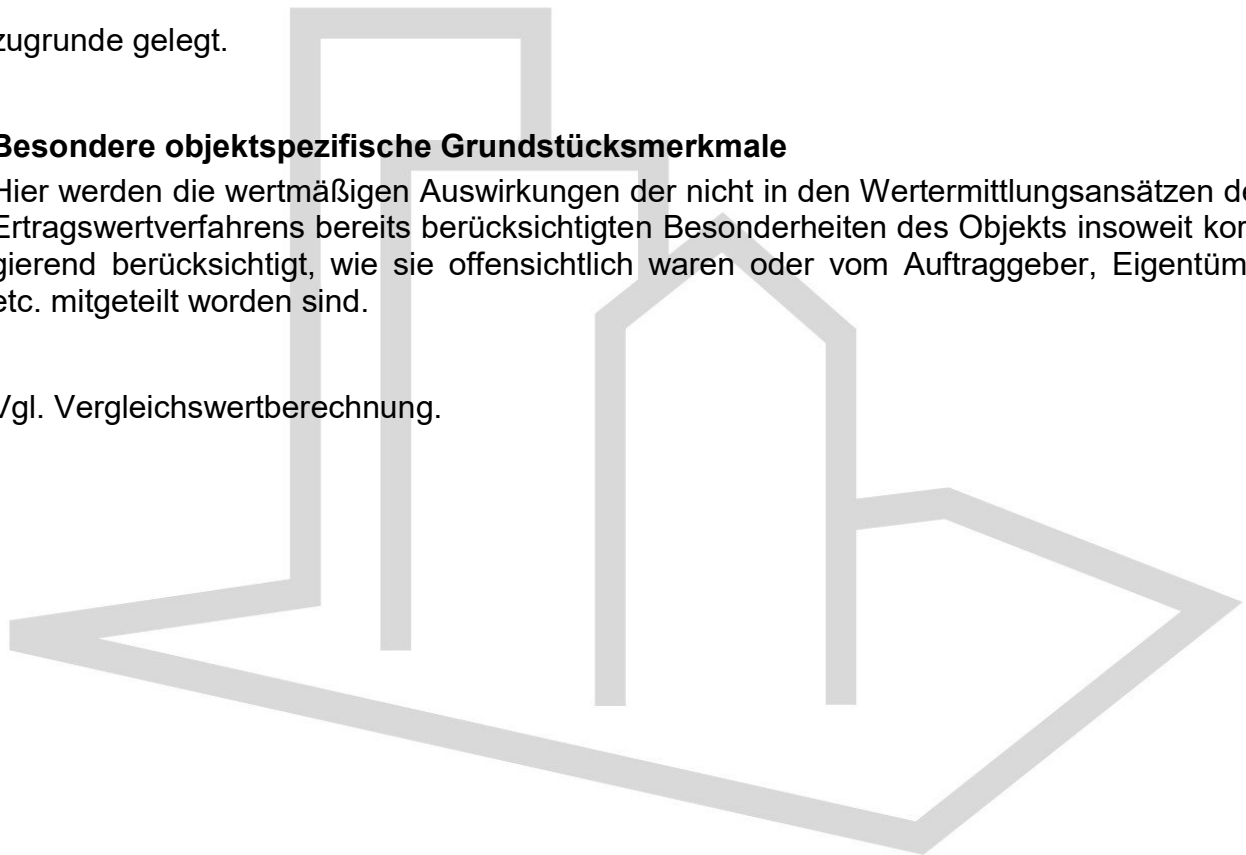 zugrunde gelegt.
Besondere objektspezifische Grundstücksmerkmale
Hier werden die wertmäßigen Auswirkungen der nicht in den Wertermittlungsansätzen de
Ertragswertverfahrens bereits berücksichtigten Besonderheiten des Objekts insoweit kor
gierend berücksichtigt, wie sie offensichtlich waren oder vom Auftraggeber, Eigentüm
etc. mitgeteilt worden sind.
Vgl. Vergleichswertberechnung.